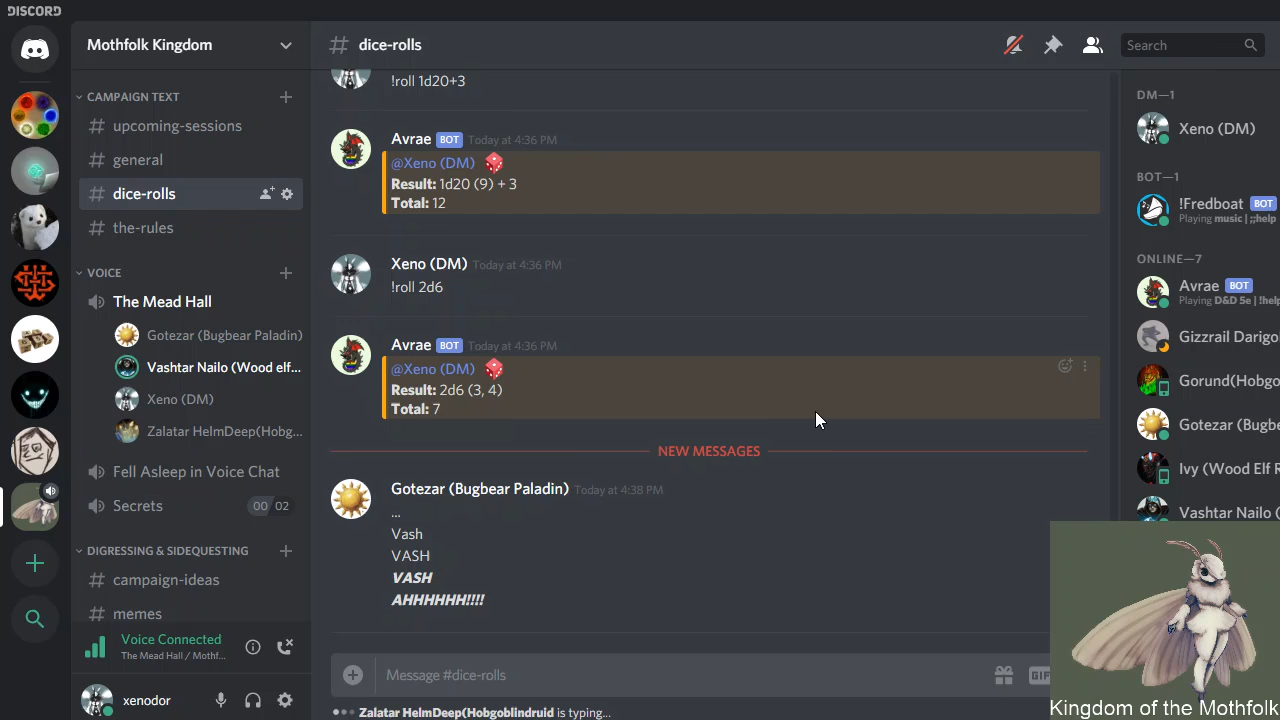 DISCORD
Mothfolk Kingdom
CAMPAIGN TEXT
upcoming-sessions
general
dice-rolls
the-rules
VOICE
The Mead Hall
Gotezar (Bugbear Paladin)
Vashtar Nailo (Wood elf...
Xeno (DM)
Zalatar HelmDeep(Hobg...
Fell Asleep in Voice Chat
Secrets 00 02
DIGRESSING & SIDEQUESTING
campaign-ideas
memes
Voice Connected
The Mead Hall / Mothf...
xenodor
# dice-rolls
Search
!roll 1d20+3
Avrae BOT Today at 4:36 PM
@Xeno (DM)
Result: 1d20 (9) + 3
Total: 12
Xeno (DM) Today at 4:36 PM
!roll 2d6
Avrae BOT Today at 4:36 PM
@Xeno (DM)
Result: 2d6 (3, 4)
Total: 7
NEW MESSAGES
Gotezar (Bugbear Paladin) Today at 4:38 PM
...
Vash
VASH
VASH
AHHHHHH!!!!
Message #dice-rolls
GIF
Zalatar HelmDeep(Hobgoblindruid is typing...
DM—1
Xeno (DM)
BOT—1
!Fredboat BOT
Playing music | ;;help
ONLINE—7
Avrae BOT
Playing D&D 5e | !help
Gizzrail Darigo
Gorund(Hobgo
Gotezar (Bugbe
Ivy (Wood Elf R
Vashtar Nailo (
Kingdom of the Mothfolk